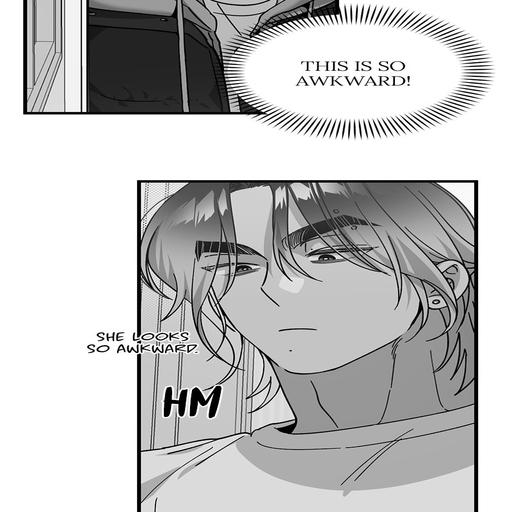 THIS IS SO
AWKWARD!
SHE LOOKS
SO AWKWARD.
HM